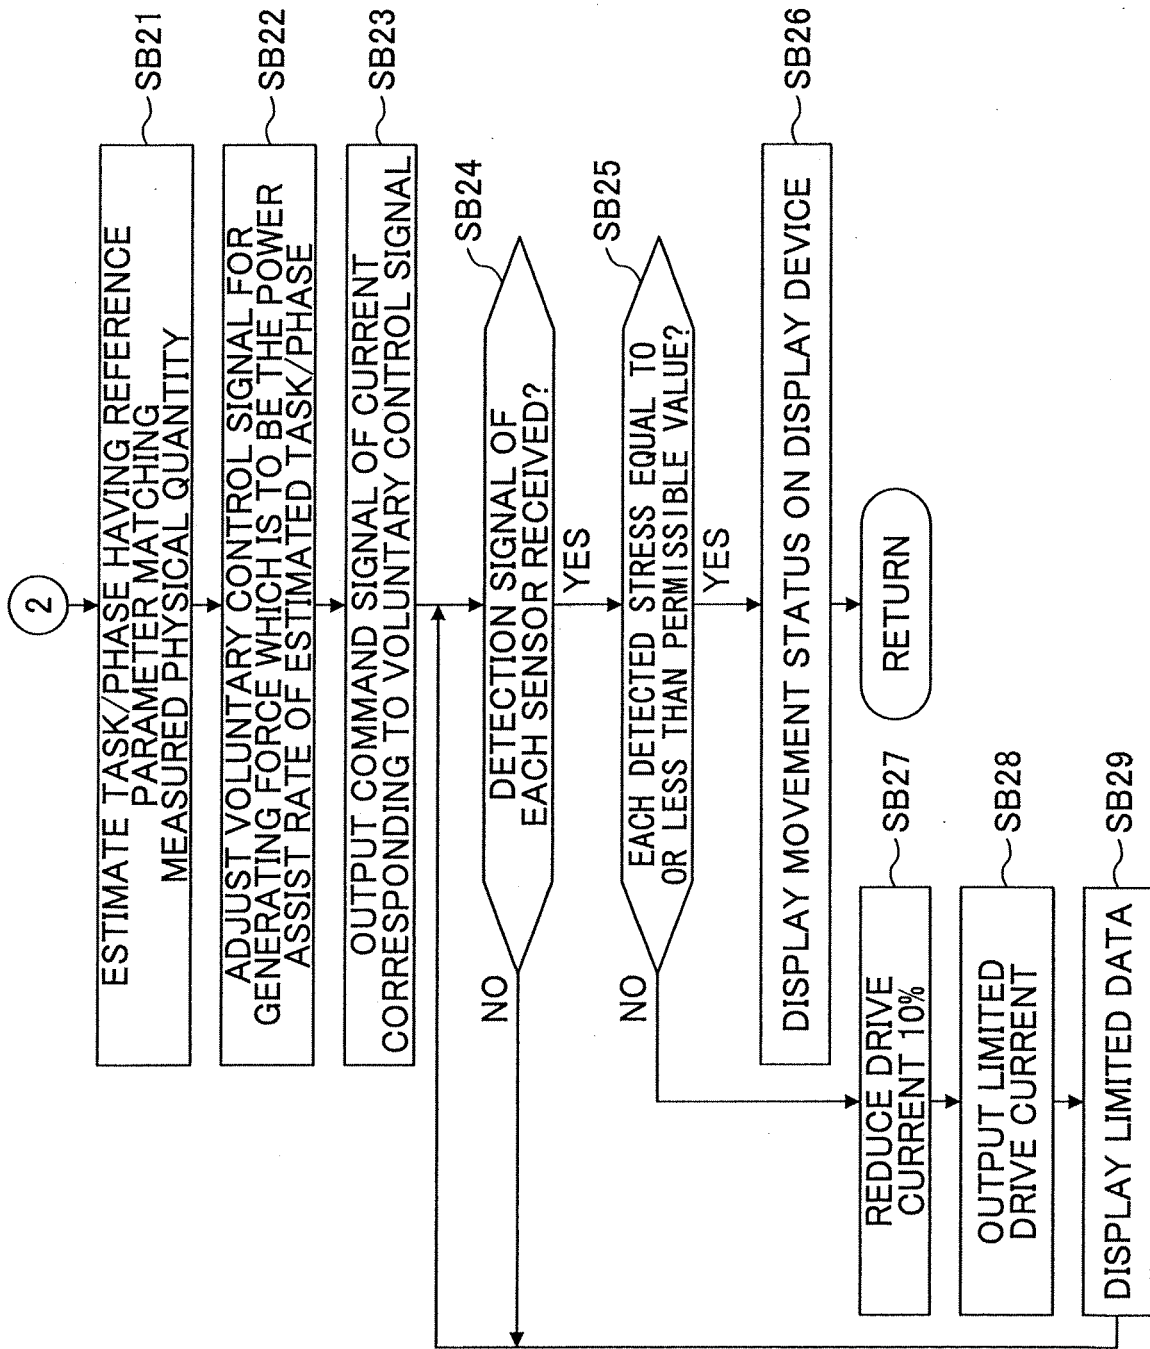 2
ESTIMATE TASK/PHASE HAVING REFERENCE
PARAMETER MATCHING
MEASURED PHYSICAL QUANTITY
SB21
ADJUST VOLUNTARY CONTROL SIGNAL FOR
GENERATING FORCE WHICH IS TO BE THE POWER
ASSIST RATE OF ESTIMATED TASK/PHASE
SB22
OUTPUT COMMAND SIGNAL OF CURRENT
CORRESPONDING TO VOLUNTARY CONTROL SIGNAL
SB23
DETECTION SIGNAL OF
EACH SENSOR RECEIVED?
SB24
NO
YES
EACH DETECTED STRESS EQUAL TO
OR LESS THAN PERMISSIBLE VALUE?
SB25
NO
YES
DISPLAY MOVEMENT STATUS ON DISPLAY DEVICE
SB26
RETURN
REDUCE DRIVE
CURRENT 10%
SB27
OUTPUT LIMITED
DRIVE CURRENT
SB28
DISPLAY LIMITED DATA
SB29